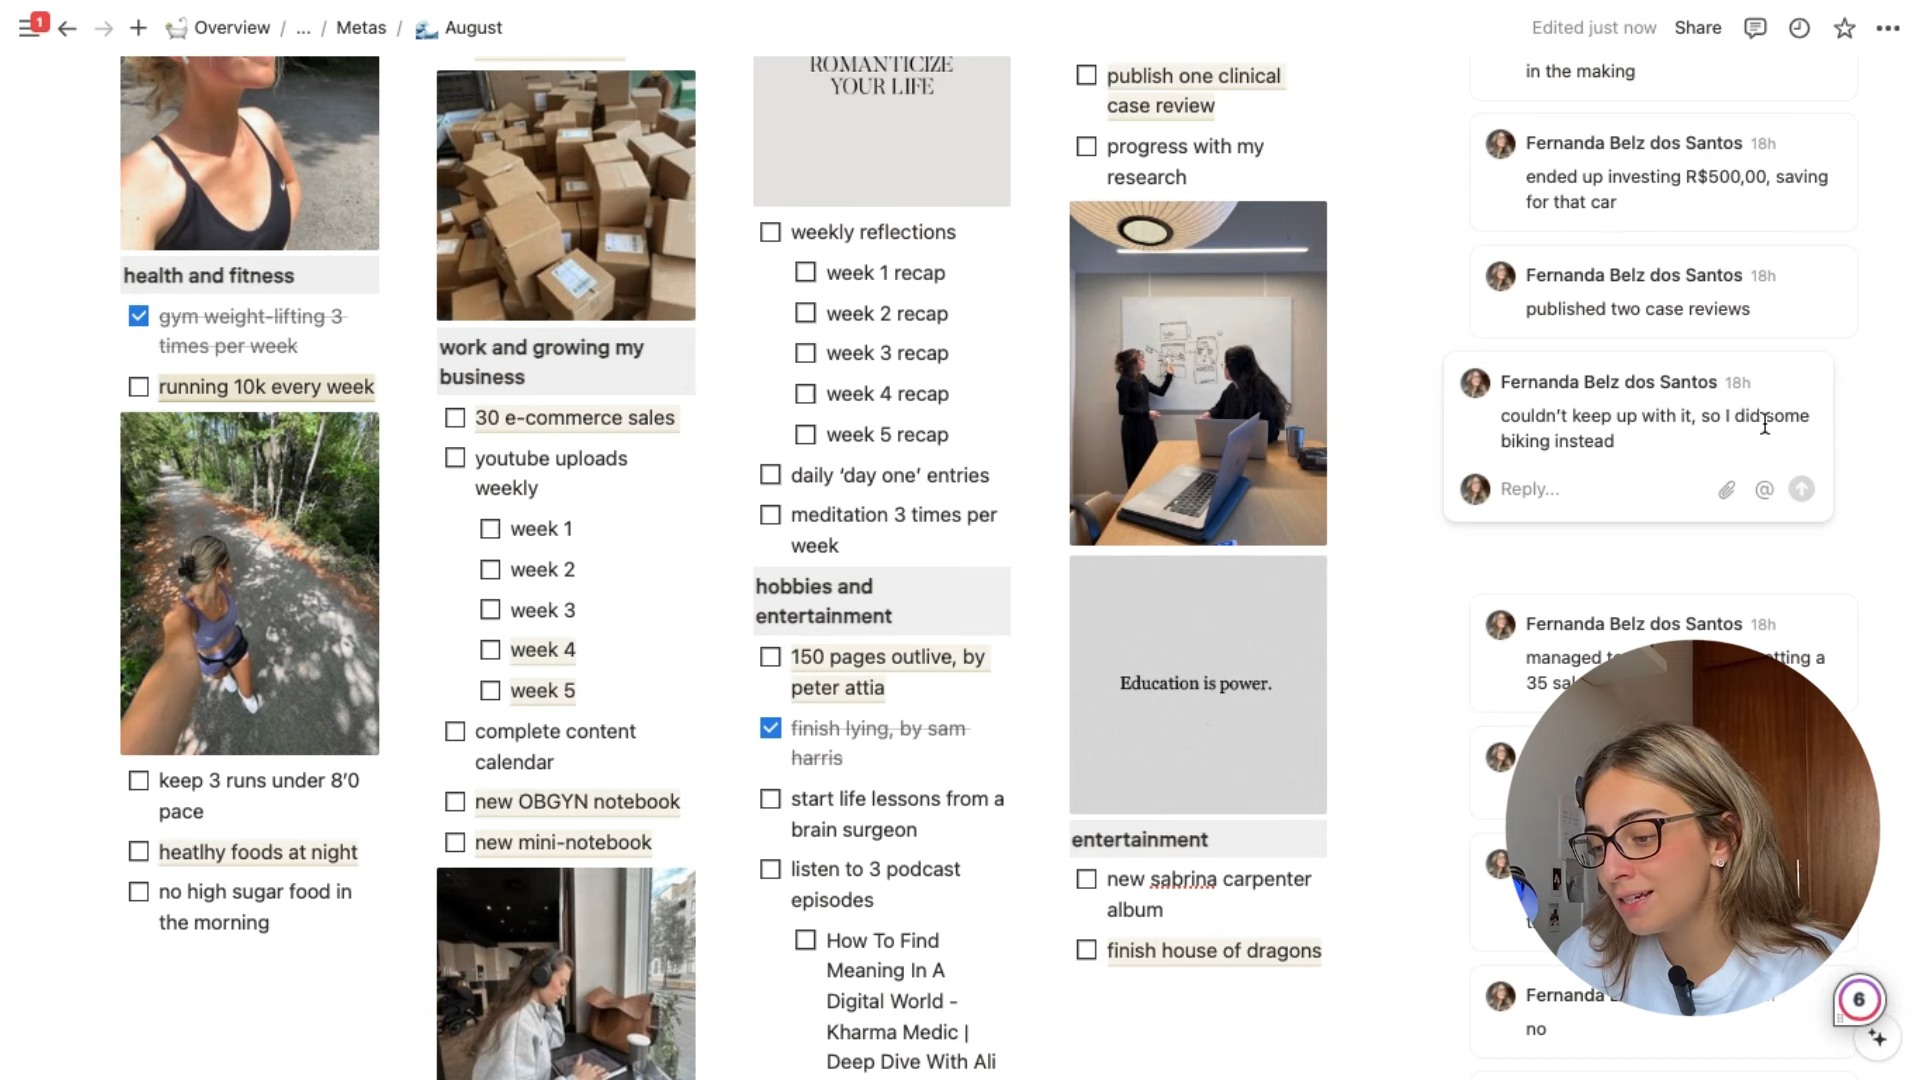 1
Overview / ... / Metas / August
Edited just now Share
health and fitness
gym weight-lifting 3
times per week
running 10k every week
keep 3 runs under 8'0
pace
heatlhy foods at night
no high sugar food in
the morning
work and growing my
business
30 e-commerce sales
youtube uploads
weekly
week 1
week 2
week 3
week 4
week 5
complete content
calendar
new OBGYN notebook
new mini-notebook
ROMANTICIZE
YOUR LIFE
weekly reflections
week 1 recap
week 2 recap
week 3 recap
week 4 recap
week 5 recap
daily ‘day one’ entries
meditation 3 times per
week
hobbies and
entertainment
150 pages outlive, by
peter attia
finish lying, by sam
harris
start life lessons from a
brain surgeon
listen to 3 podcast
episodes
How To Find
Meaning In A
Digital World -
Kharma Medic |
Deep Dive With Ali
publish one clinical
case review
progress with my
research
Education is power.
entertainment
new sabrina carpenter
album
finish house of dragons
in the making
Fernanda Belz dos Santos 18h
ended up investing R$500,00, saving
for that car
Fernanda Belz dos Santos 18h
published two case reviews
Fernanda Belz dos Santos 18h
couldn’t keep up with it, so I did some
biking instead
Reply...
Fernanda Belz dos Santos 18h
managed a
35
Fernanda
no
6